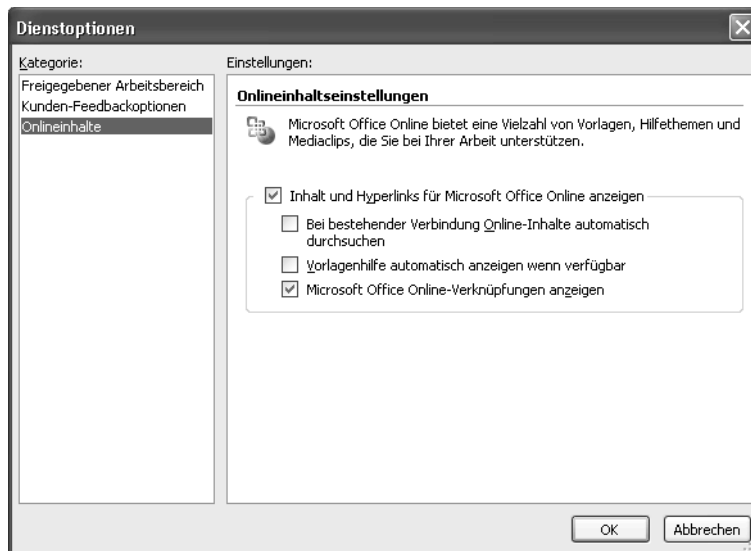 Dienstoptionen
Kategorie:
Freigegebener Arbeitsbereich
Kunden-Feedbackoptionen
Onlineinhalte
Einstellungen:
Onlineinhaltseinstellungen
Microsoft Office Online bietet eine Vielzahl von Vorlagen, Hilfethemen und
Mediaclips, die Sie bei Ihrer Arbeit unterstützen.
Inhalt und Hyperlinks für Microsoft Office Online anzeigen
Bei bestehender Verbindung Online-Inhalte automatisch
durchsuchen
Vorlagenhilfe automatisch anzeigen wenn verfügbar
Microsoft Office Online-Verknüpfungen anzeigen
OK
Abbrechen